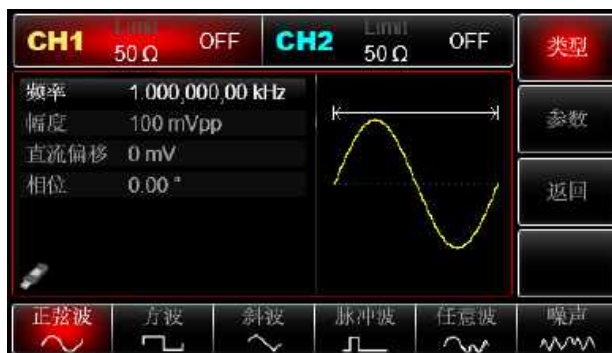 CH1 Limit 50 Ω OFF CH2 Limit 50 Ω OFF 类型
频率 1.000,000,00 kHz
幅度 100 mVpp
直流偏移 0 mV
相位 0.00 °
参数
返回
正弦波 方波 斜波 脉冲波 任意波 噪声